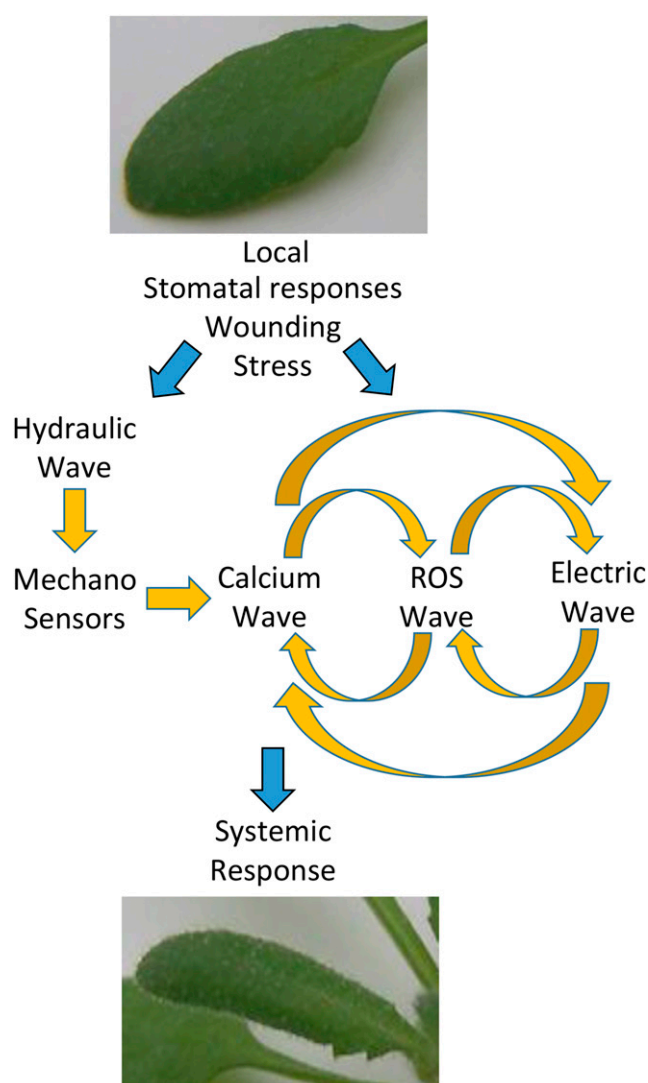 Local
Stomatal responses
Wounding
Stress
Hydraulic
Wave
Mechano
Sensors
Calcium
Wave
ROS
Wave
Electric
Wave
Systemic
Response